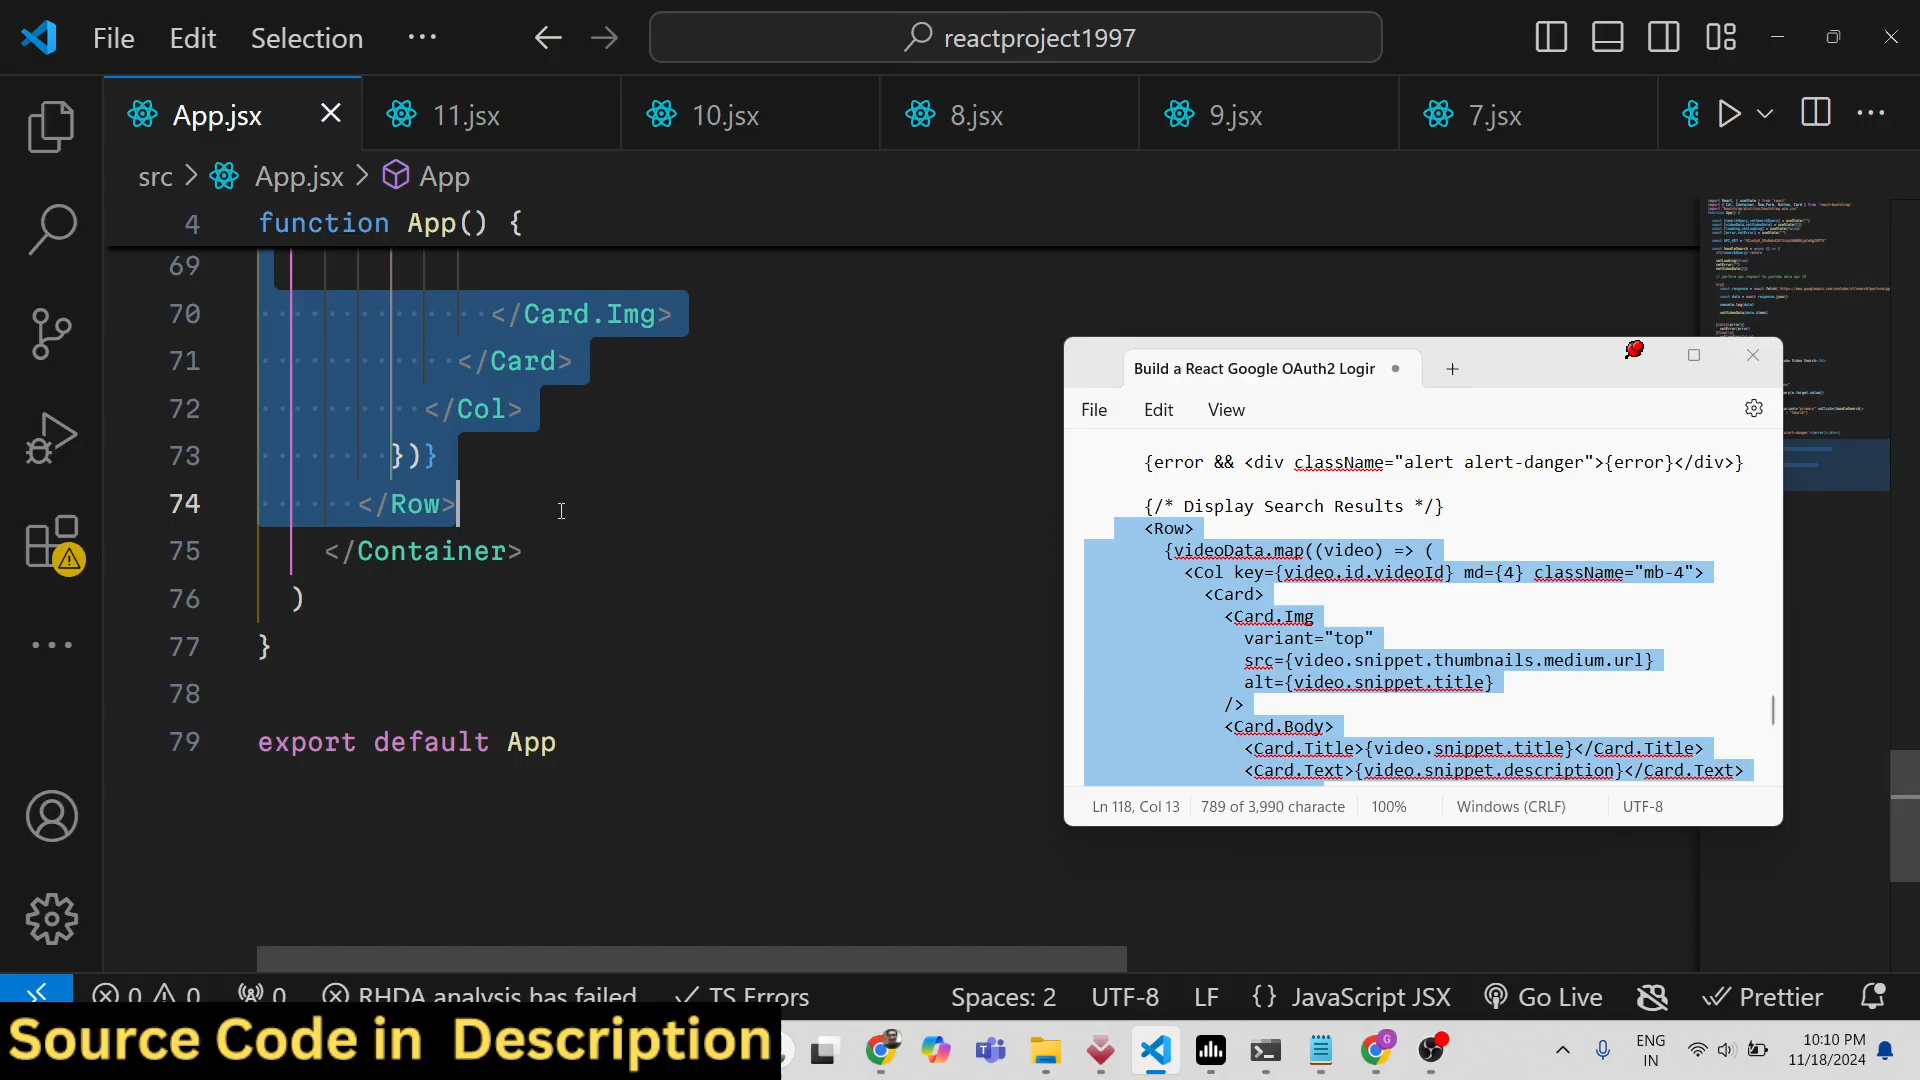 File Edit Selection ··· reactproject1997
App.jsx 11.jsx 10.jsx 8.jsx 9.jsx 7.jsx
src > App.jsx > App
4 function App() {
69
70 </Card.Img>
71 </Card>
72 </Col>
73 })}
74 </Row>
75 </Container>
76 )
77 }
78
79 export default App
Build a React Google OAuth2 Login
File Edit View
{error && <div className="alert alert-danger">{error}</div>}
{/* Display Search Results */}
<Row>
{videoData.map((video) => (
<Col key={video.id.videoId} md={4} className="mb-4">
<Card>
<Card.Img
variant="top"
src={video.snippet.thumbnails.medium.url}
alt={video.snippet.title}
/>
<Card.Body>
<Card.Title>{video.snippet.title}</Card.Title>
<Card.Text>{video.snippet.description}</Card.Text>
Ln 118, Col 13 789 of 3,990 characte 100% Windows (CRLF) UTF-8
0 0 0 RHDA analysis has failed TS Errors Spaces: 2 UTF-8 LF {} JavaScript JSX Go Live Prettier
Source Code in Description
ENG
IN
10:10 PM
11/18/2024